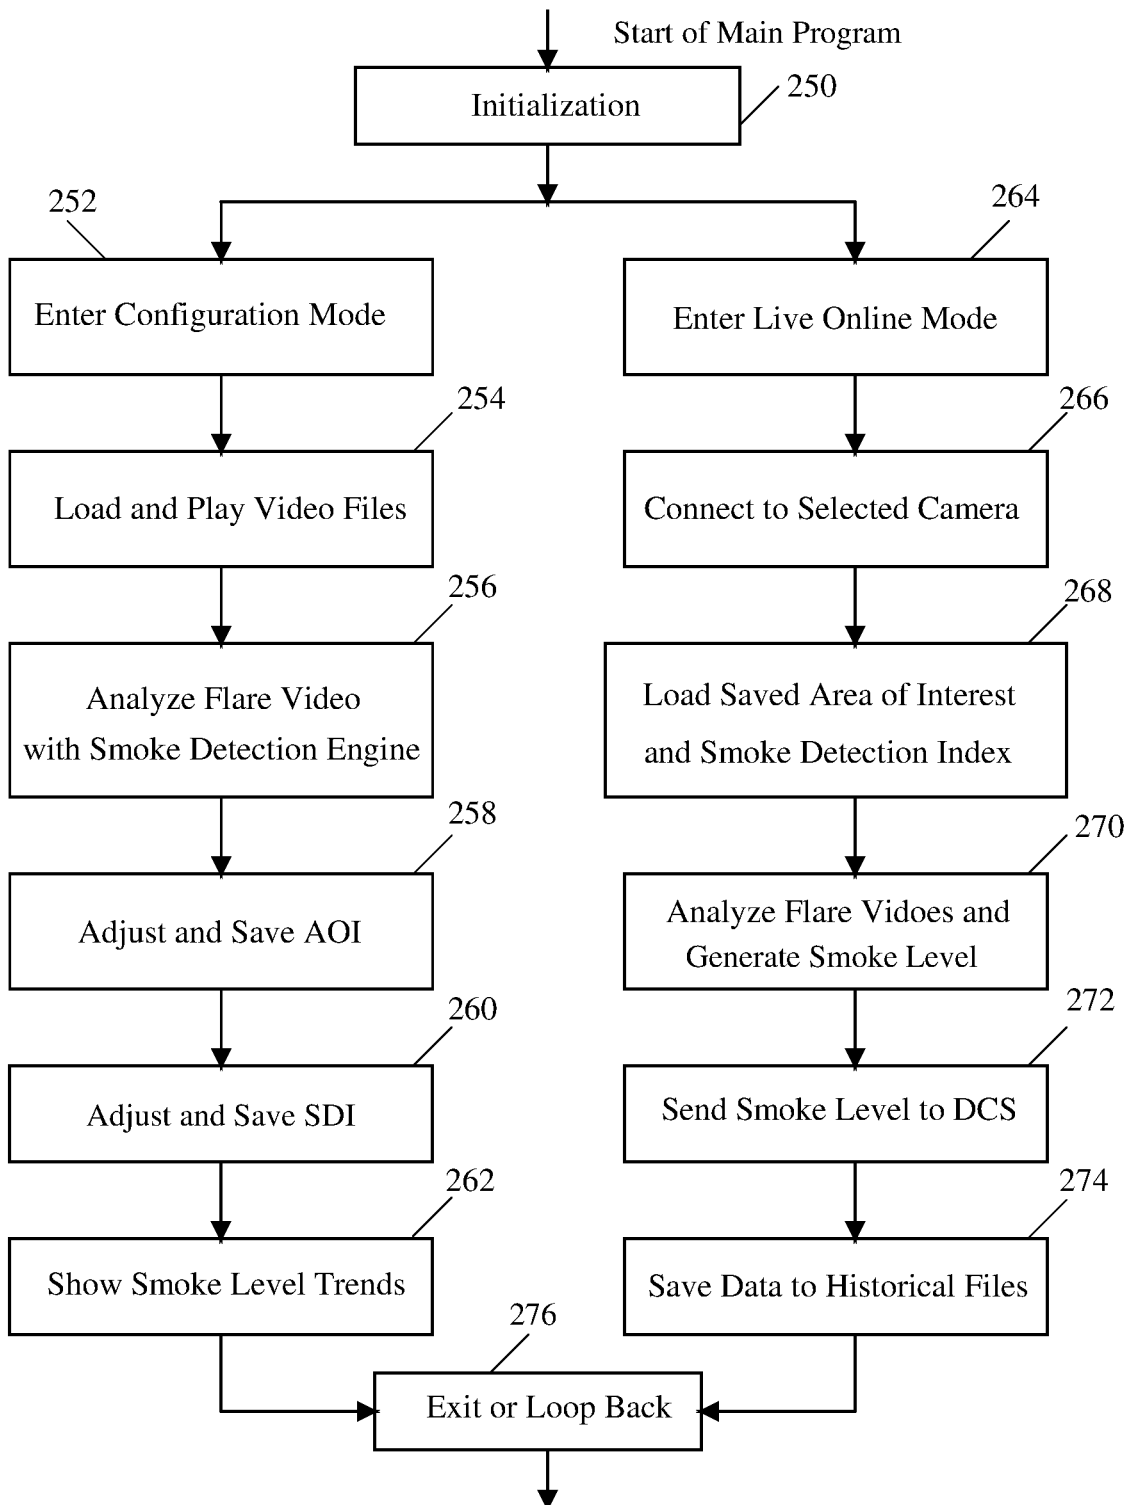 Start of Main Program
Initialization
250
252
Enter Configuration Mode
254
Load and Play Video Files
256
Analyze Flare Video
with Smoke Detection Engine
258
Adjust and Save AOI
260
Adjust and Save SDI
262
Show Smoke Level Trends
264
Enter Live Online Mode
266
Connect to Selected Camera
268
Load Saved Area of Interest
and Smoke Detection Index
270
Analyze Flare Vidoes and
Generate Smoke Level
272
Send Smoke Level to DCS
274
Save Data to Historical Files
276
Exit or Loop Back